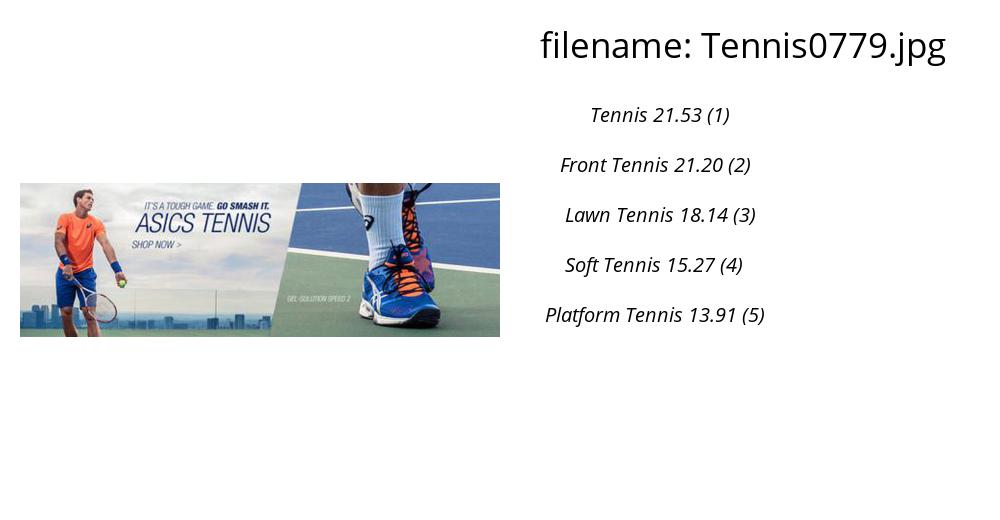 filename: Tennis0779.jpg
Tennis 21.53 (1)
Front Tennis 21.20 (2)
Lawn Tennis 18.14 (3)
Soft Tennis 15.27 (4)
Platform Tennis 13.91 (5)
IT'S A TOUGH GAME. GO SMASH IT.
ASICS TENNIS
SHOP NOW >
GEL-SOLUTION SPEED 2